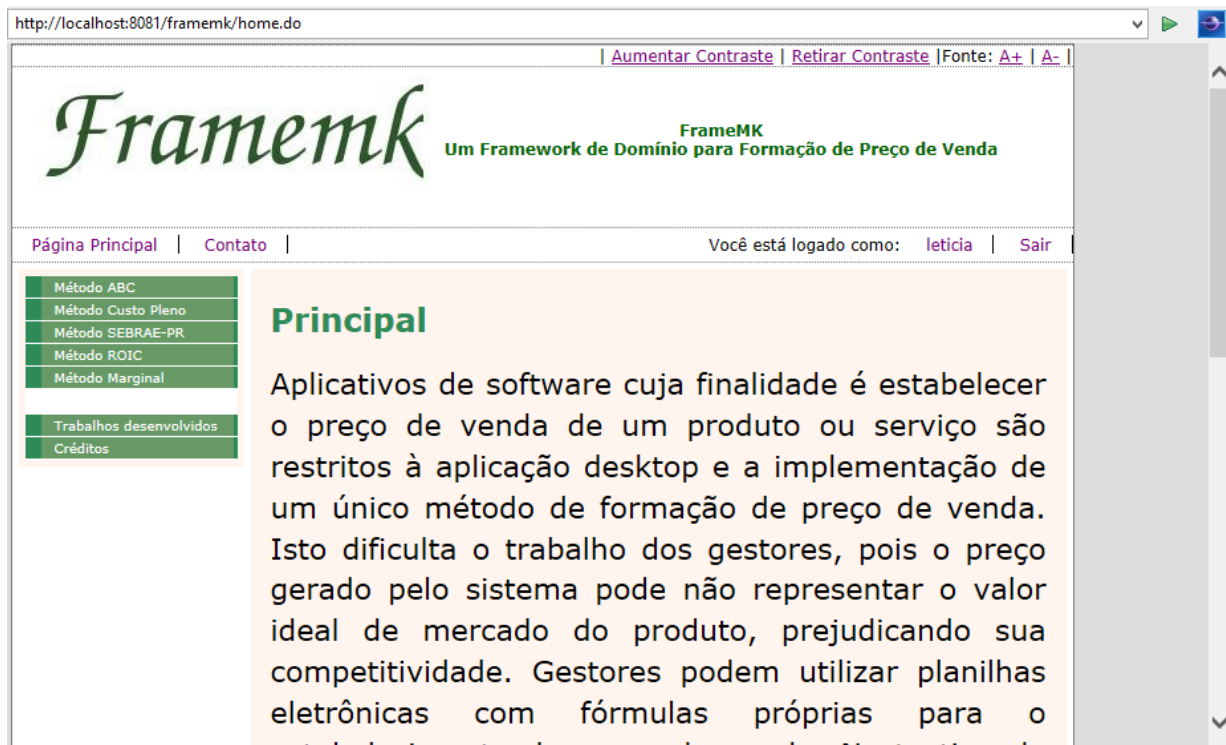 http://localhost:8081/framemk/home.do
| Aumentar Contraste | Retirar Contraste |Fonte: A+ | A- |
Framemk
FrameMK
Um Framework de Domínio para Formação de Preço de Venda
Página Principal | Contato |
Você está logado como: leticia | Sair |
Método ABC
Método Custo Pleno
Método SEBRAE-PR
Método ROIC
Método Marginal
Trabalhos desenvolvidos
Créditos
Principal
Aplicativos de software cuja finalidade é estabelecer
o preço de venda de um produto ou serviço são
restritos à aplicação desktop e a implementação de
um único método de formação de preço de venda.
Isto dificulta o trabalho dos gestores, pois o preço
gerado pelo sistema pode não representar o valor
ideal de mercado do produto, prejudicando sua
competitividade. Gestores podem utilizar planilhas
eletrônicas com fórmulas próprias para o